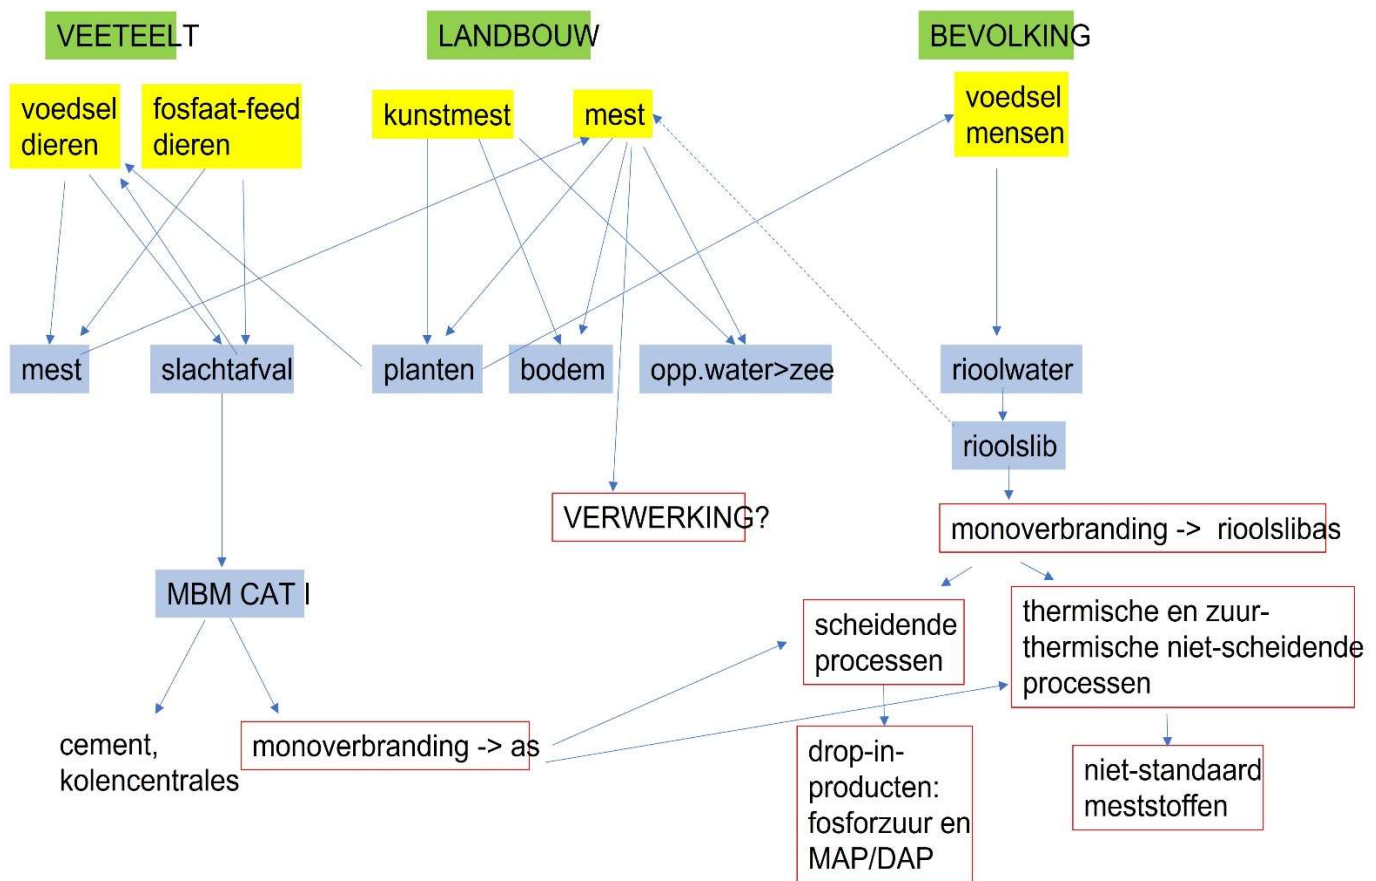 VEETEELT
LANDBOUW
BEVOLKING
voedsel
dieren
fosfaat-feed
dieren
kunstmest
mest
voedsel
mensen
mest
slachtafval
planten
bodem
opp.water>zee
rioolwater
rioolslib
VERWERKING?
monoverbranding -> rioolslibas
MBM CAT I
scheidende
processen
thermische en zuur-
thermische niet-scheidende
processen
cement,
kolencentrales
monoverbranding -> as
drop-in-
producten:
fosforzuur en
MAP/DAP
niet-standaard
meststoffen